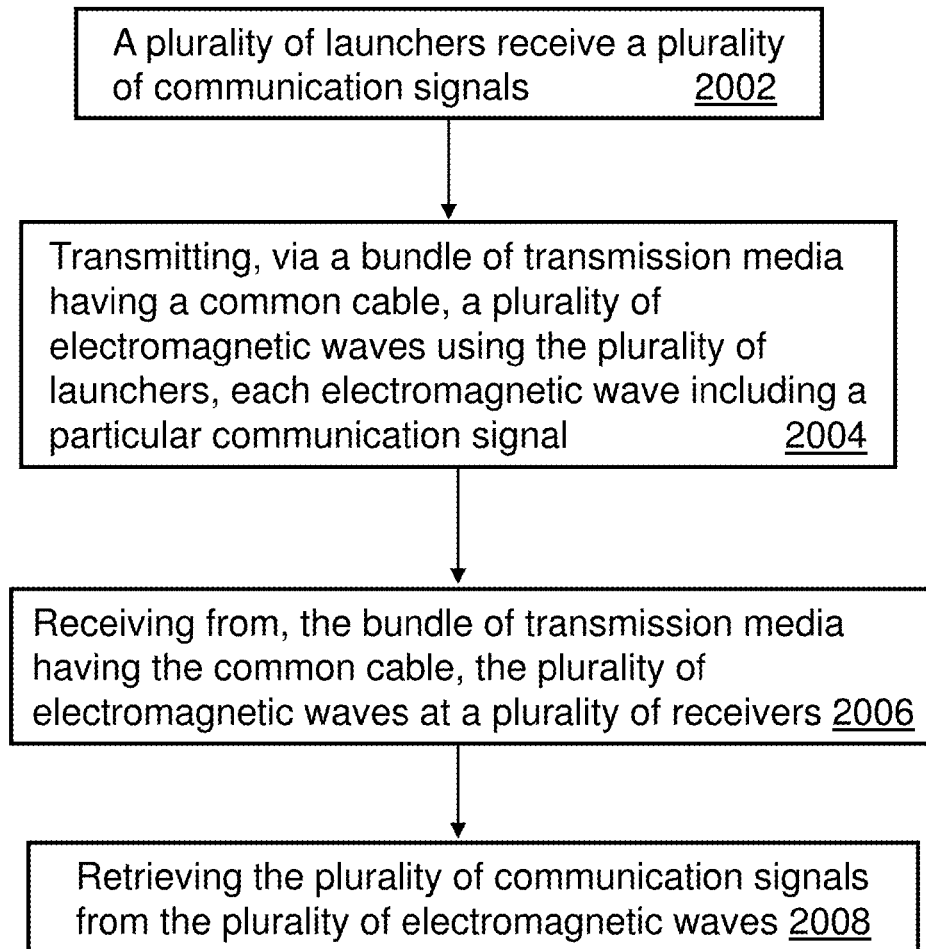 A plurality of launchers receive a plurality
of communication signals 2002
Transmitting, via a bundle of transmission media
having a common cable, a plurality of
electromagnetic waves using the plurality of
launchers, each electromagnetic wave including a
particular communication signal 2004
Receiving from, the bundle of transmission media
having the common cable, the plurality of
electromagnetic waves at a plurality of receivers 2006
Retrieving the plurality of communication signals
from the plurality of electromagnetic waves 2008